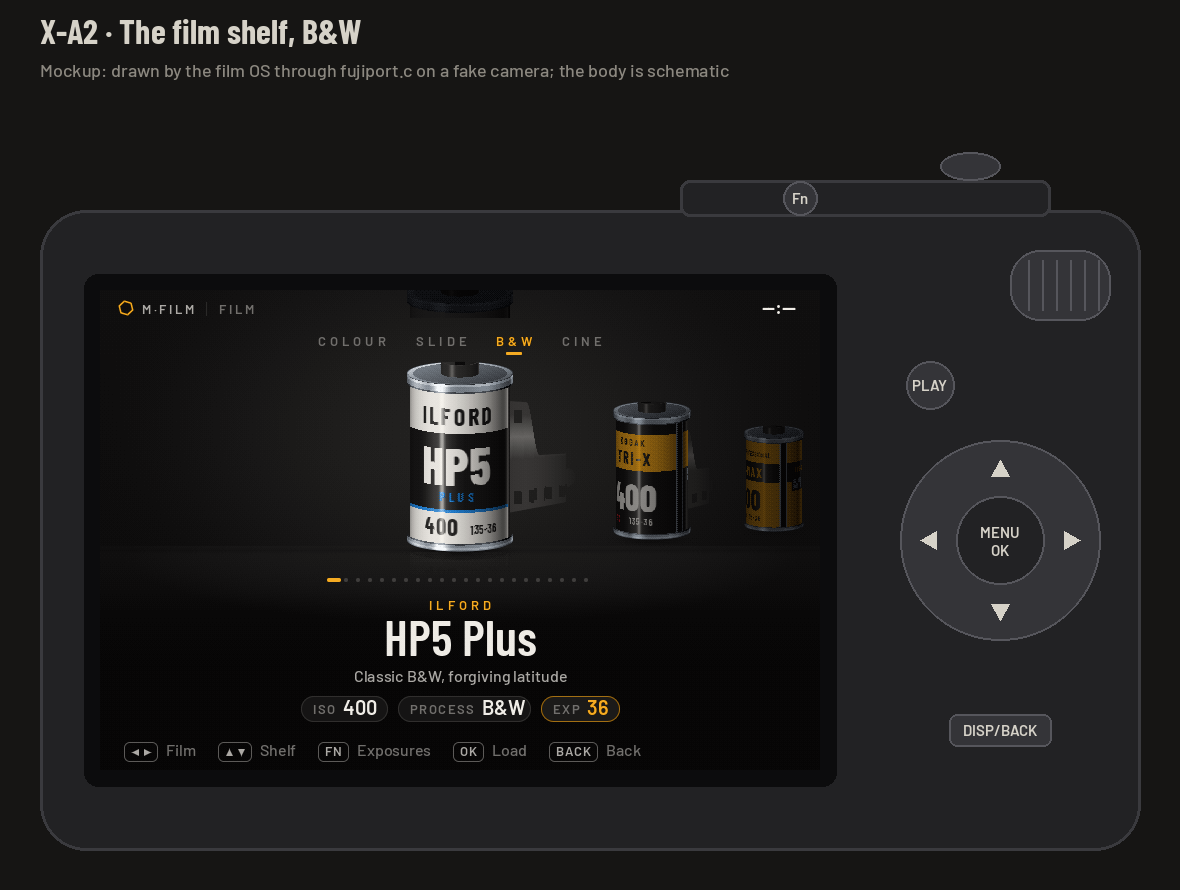 X-A2 · The film shelf, B&W
Mockup: drawn by the film OS through fujiport.c on a fake camera; the body is schematic
Fn
M·FILM | FILM
—:—
COLOUR SLIDE B&W CINE
PLAY
ILFORD
HP5
PLUS
400 135-36
TRI-X
400
135-36
MENU
OK
ILFORD
HP5 Plus
Classic B&W, forgiving latitude
ISO 400 PROCESS B&W EXP 36
◄► Film ▲▼ Shelf FN Exposures OK Load BACK Back
DISP/BACK